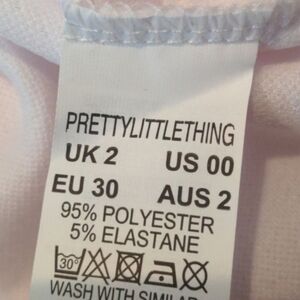 PRETTYLITTLETHING
UK 2 US 00
EU 30 AUS 2
95% POLYESTER
5% ELASTANE
30°
WASH WITH SIMILAR